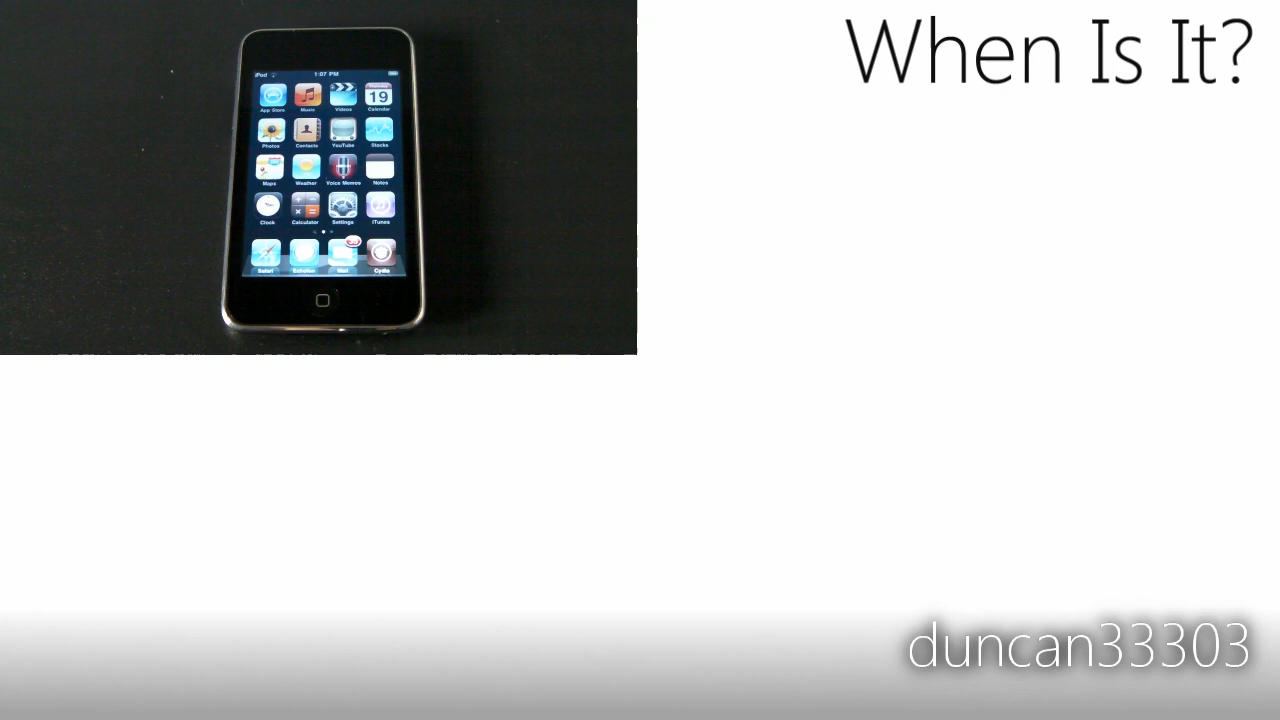 When Is It?
iPod 1:07 PM
19
App Store Music Videos Calendar
Photos Contacts YouTube Stocks
Maps Weather Voice Memos Notes
Clock Calculator Settings iTunes
Safari Echofon Mail Cydia
duncan33303